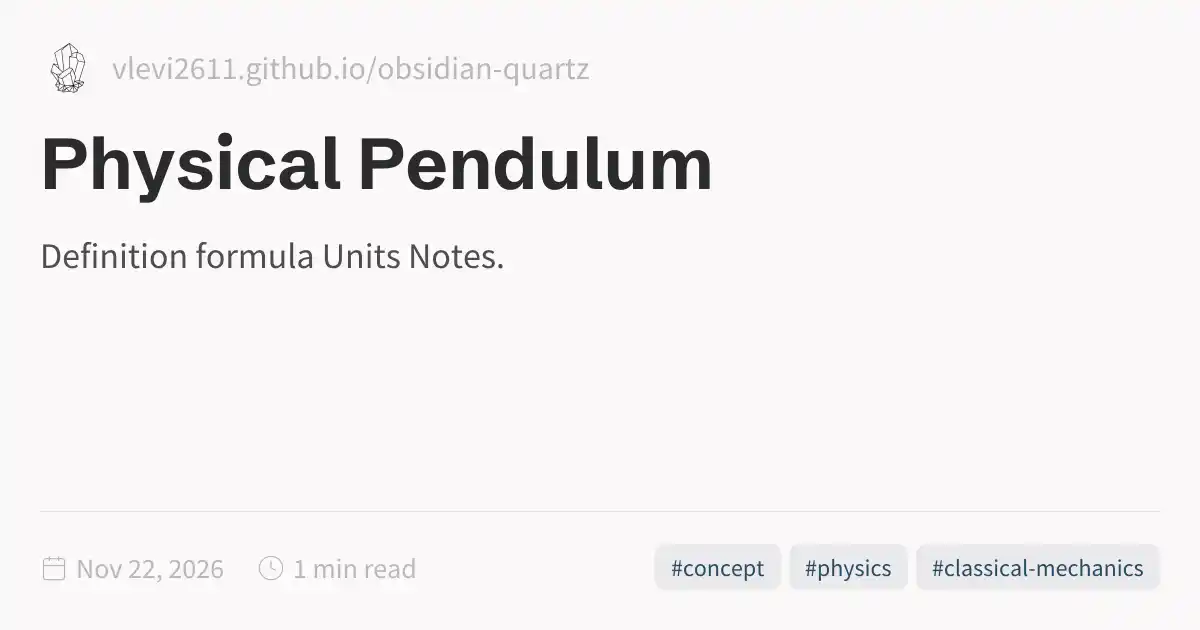 vlevi2611.github.io/obsidian-quartz
Physical Pendulum
Definition formula Units Notes.
Nov 22, 2026 1 min read #concept #physics #classical-mechanics